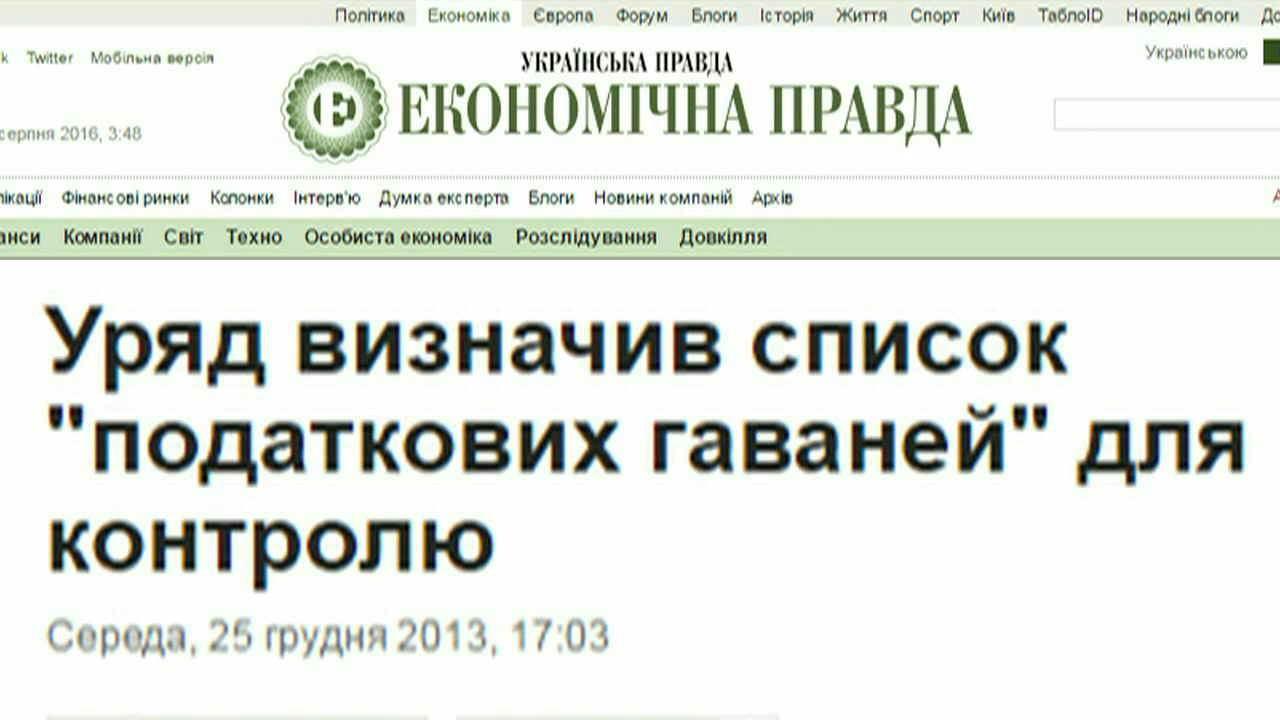 Політика Економіка Європа Форум Блоги Історія Життя Спорт Київ ТаблоID Народні блоги
Twitter Мобільна версія
Українською
УКРАЇНСЬКА ПРАВДА
Е ЕКОНОМІЧНА ПРАВДА
серпня 2016, 3:48
лікації Фінансові ринки Колонки Інтерв'ю Думка експерта Блоги Новини компаній Архів
анси Компанії Світ Техно Особиста економіка Розслідування Довкілля
Уряд визначив список
"податкових гаваней" для
контролю
Середа, 25 грудня 2013, 17:03